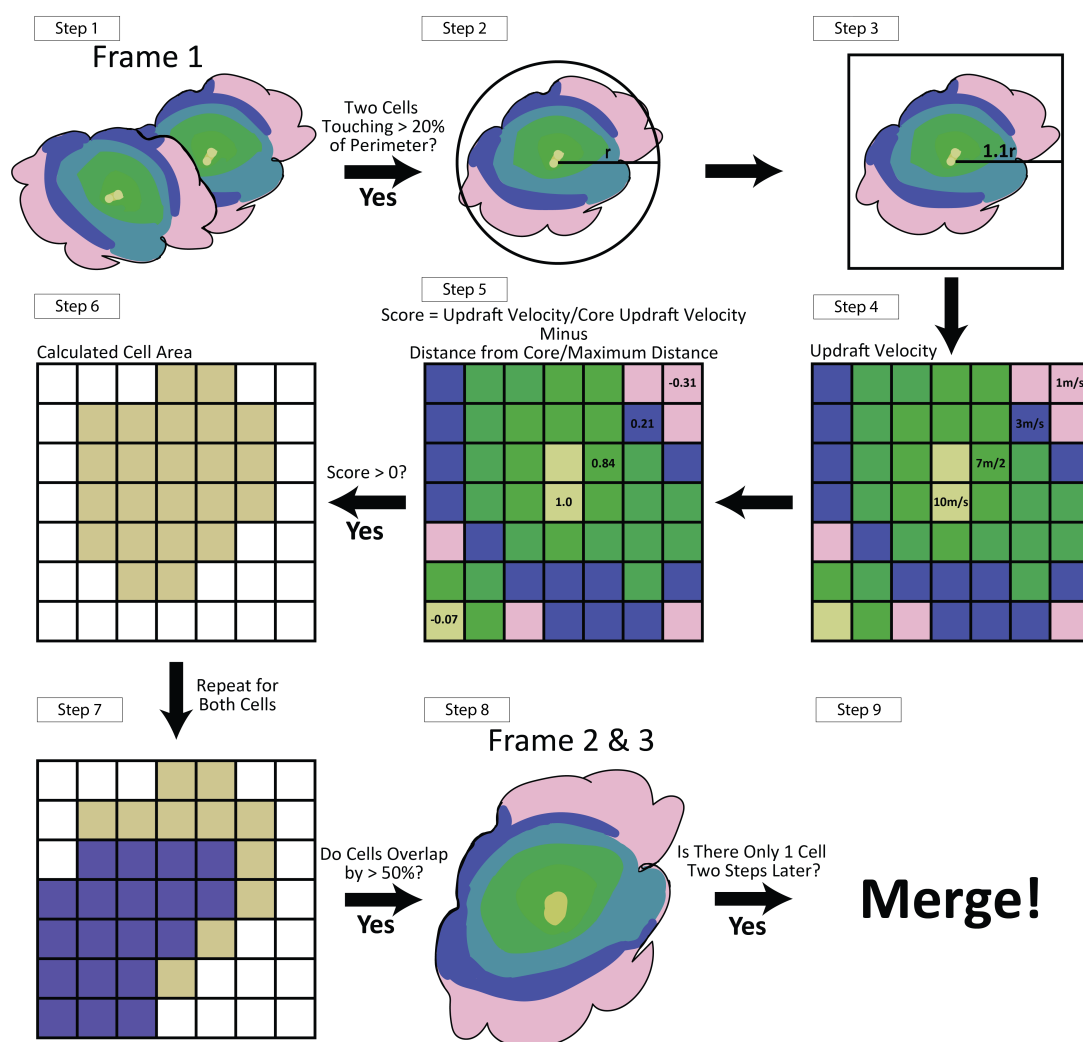 Step 1
Frame 1
Two Cells
Touching > 20%
of Perimeter?
Yes
Step 2
r
Step 3
1.1r
Step 4
Updraft Velocity
1m/s
3m/s
7m/2
10m/s
Step 5
Score = Updraft Velocity/Core Updraft Velocity
Minus
Distance from Core/Maximum Distance
-0.31
0.21
0.84
1.0
-0.07
Score > 0?
Yes
Step 6
Calculated Cell Area
Repeat for
Both Cells
Step 7
Do Cells Overlap
by > 50%?
Yes
Step 8
Frame 2 & 3
Is There Only 1 Cell
Two Steps Later?
Yes
Step 9
Merge!